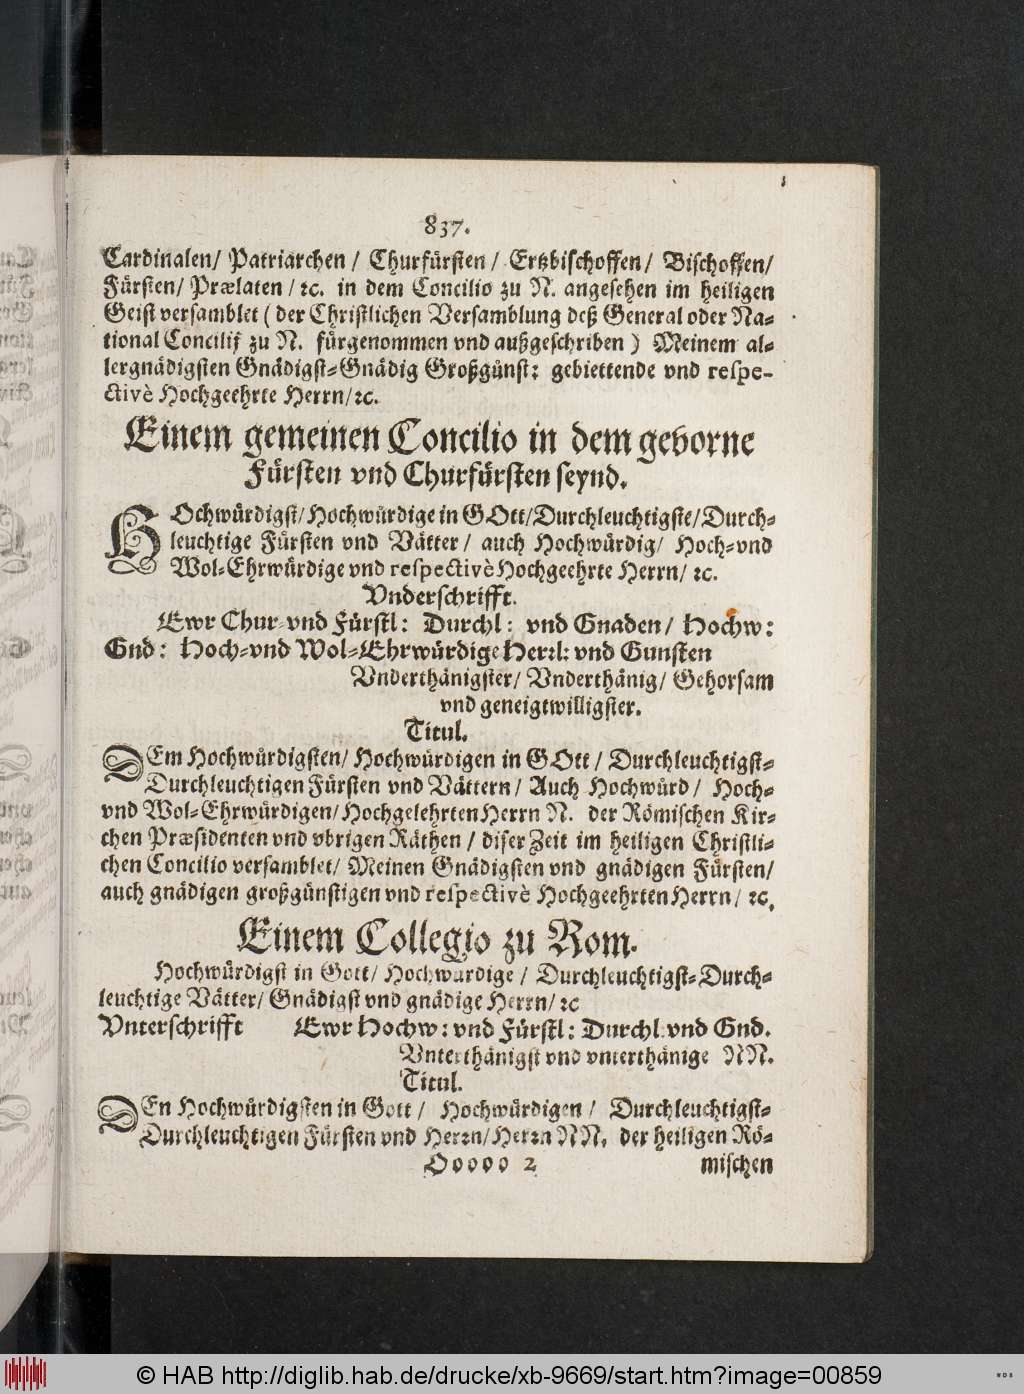 837.
Cardinalen/ Patriarchen / Churfürsten / Ertzbischoffen/ Bischoffen/
Fürsten/ Prælaten / ꝛc. in dem Concilio zu N. angesehen im heiligen
Geist versamblet ( der Christlichen Versamblung deß General oder Na-
tional Concilij zu N. fürgenommen vnd außgeschriben ) Meinem al-
lergnädigsten Gnädigst-Gnädig Großgünst: gebiettende vnd respe-
ctivè Hochgeehrte Herrn/ꝛc.
Einem gemeinen Concilio in dem geborne
Fürsten vnd Churfürsten seynd.
HOchwürdigst/Hochwürdige in GOtt/Durchleuchtigste/Durch-
leuchtige Fürsten vnd Vätter/ auch Hochwürdig/ Hoch-vnd
Wol-Ehrwürdige vnd respectivè Hochgeehrte Herrn/ ꝛc.
Vnderschrifft.
Ewr Chur-vnd Fürstl: Durchl: vnd Gnaden/ Hochw:
Gnd: Hoch-vnd Wol-Ehrwürdige Herꝛl: vnd Gunsten
Vnderthänigster/ Vnderthänig/ Gehorsam
vnd geneigtwilligster.
Titul.
DEm Hochwürdigsten/ Hochwürdigen in GOtt / Durchleuchtigst-
Durchleuchtigen Fürsten vnd Vättern/ Auch Hochwürd/ Hoch-
vnd Wol-Ehrwürdigen/ Hochgelehrten Herrn N. der Römischen Kir-
chen Præsidenten vnd vbrigen Räthen / diser Zeit im heiligen Christli-
chen Concilio versamblet/ Meinen Gnädigsten vnd gnädigen Fürsten/
auch gnädigen großgünstigen vnd respectivè Hochgeehrten Herrn/ ꝛc.
Einem Collegio zu Rom.
Hochwürdigst in Gott/ Hochwürdige / Durchleuchtigst-Durch-
leuchtige Vätter/ Gnädigst vnd gnädige Herꝛn/ ꝛc
Vnterschrifft Ewr Hochw: vnd Fürstl: Durchl: vnd Gnd.
Vnterthänigst vnd vnterthänige NN.
Titul.
DEn Hochwürdigsten in Gott / Hochwürdigen / Durchleuchtigst-
Durchleuchtigen Fürsten vnd Herꝛn/Herꝛn NN. der heiligen Rö-
Ooooo 2 mischen
© HAB http://diglib.hab.de/drucke/xb-9669/start.htm?image=00859